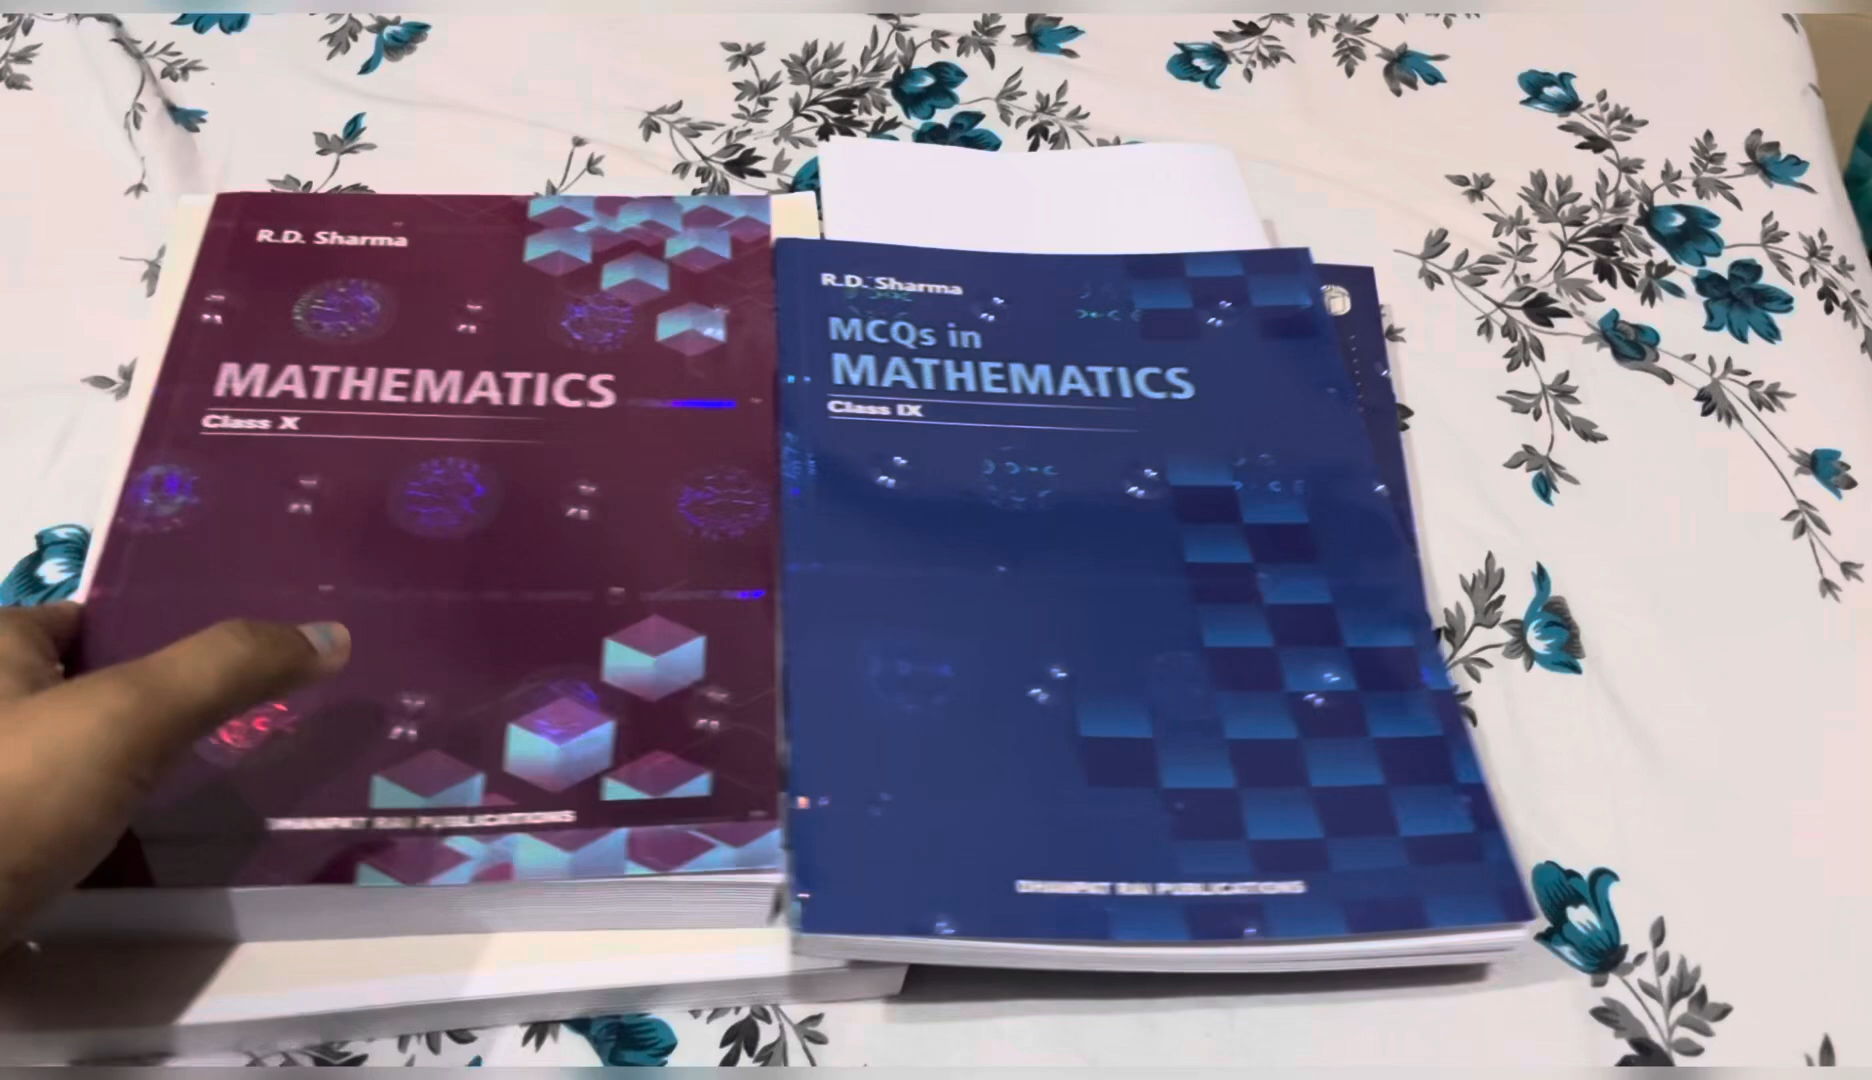 R.D. Sharma
MATHEMATICS
Class X
DHANPAT RAI PUBLICATIONS
R.D. Sharma
MCQs in
MATHEMATICS
Class IX
DHANPAT RAI PUBLICATIONS